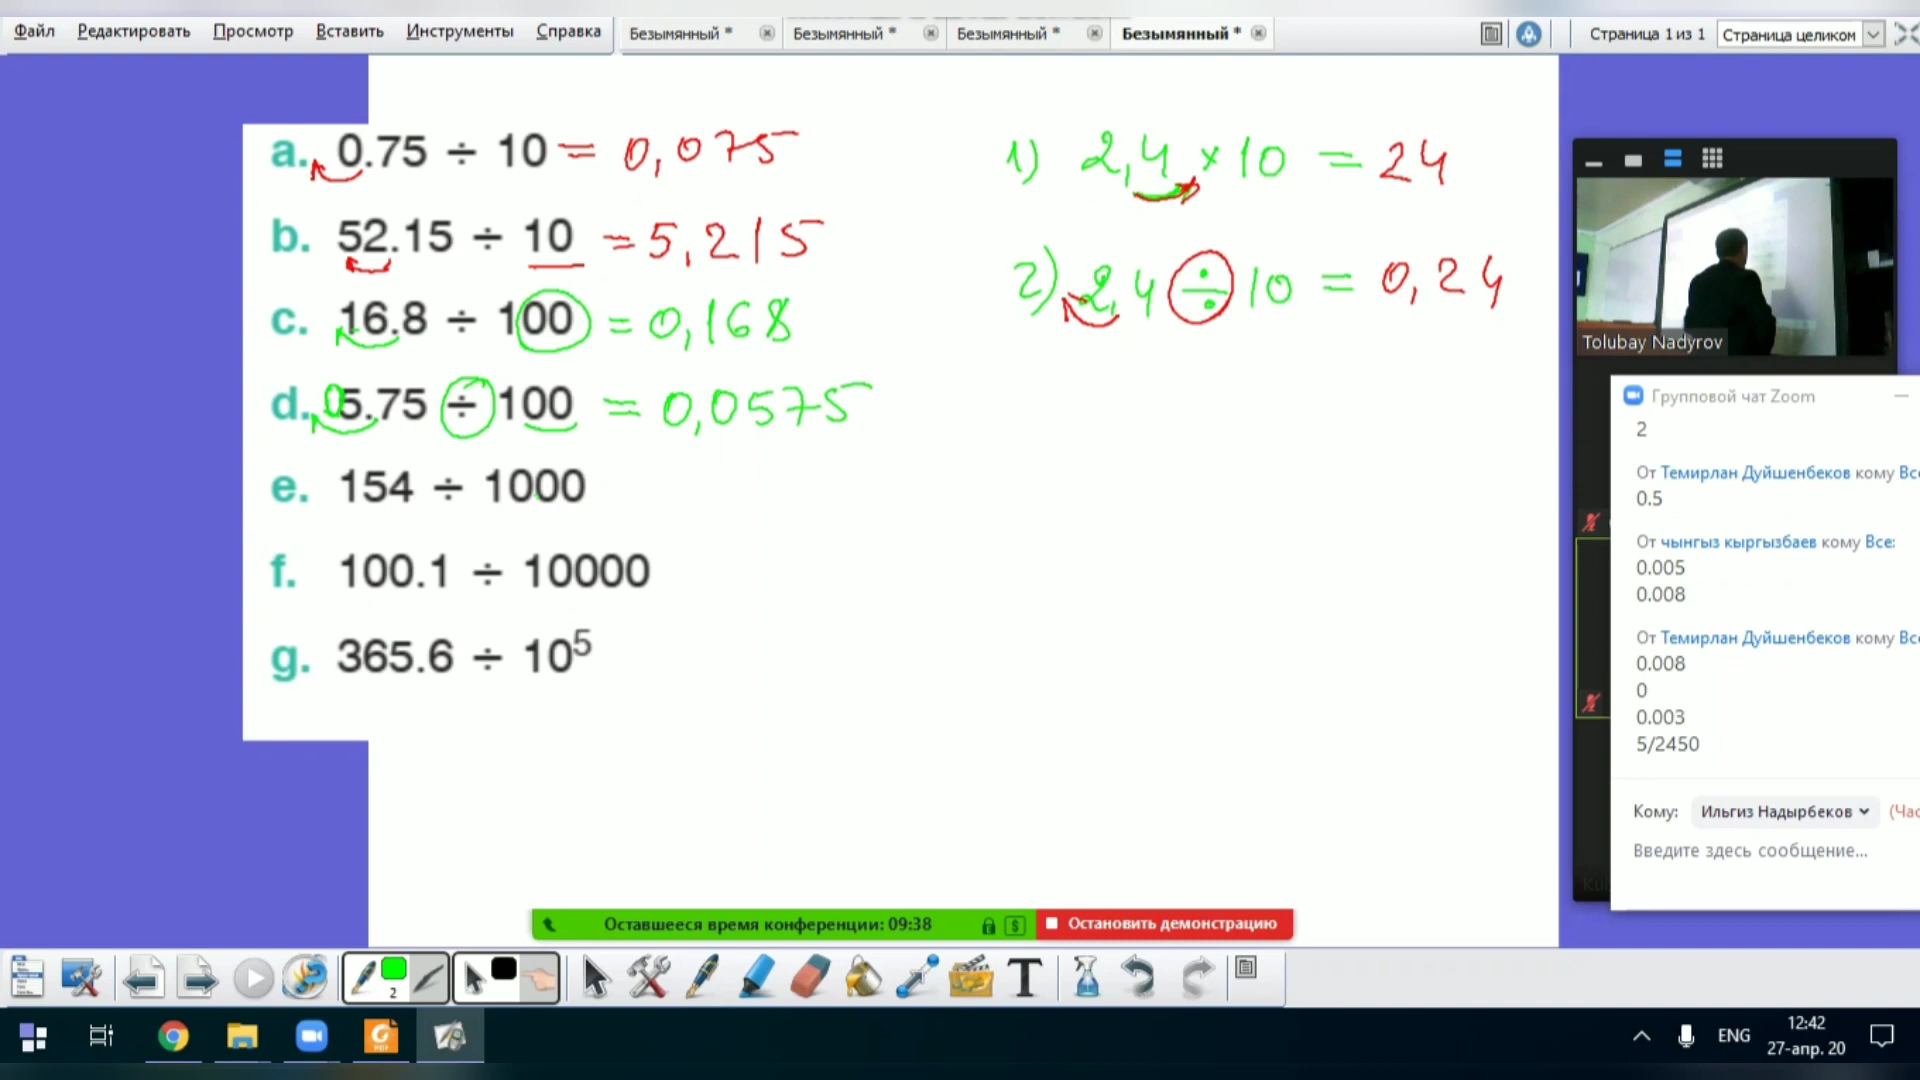 Файл Редактировать Просмотр Вставить Инструменты Справка Безымянный * Безымянный * Безымянный * Безымянный * Страница 1 из 1 Страница целиком
a. 0.75 ÷ 10 = 0,075
b. 52.15 ÷ 10 = 5,215
c. 16.8 ÷ 100 = 0,168
d. 05.75 ÷ 100 = 0,0575
e. 154 ÷ 1000
f. 100.1 ÷ 10000
g. 365.6 ÷ 10⁵
1) 2,4 × 10 = 24
2) 2,4 ÷ 10 = 0,24
Tolubay Nadyrov
Групповой чат Zoom
2
От Темирлан Дуйшенбеков кому Все
0.5
От чынгыз кыргызбаев кому Все:
0.005
0.008
От Темирлан Дуйшенбеков кому Все
0.008
0
0.003
5/2450
Кому: Ильгиз Надырбеков (Час
Введите здесь сообщение...
Оставшееся время конференции: 09:38 Остановить демонстрацию
2
T
ENG
12:42
27-апр. 20